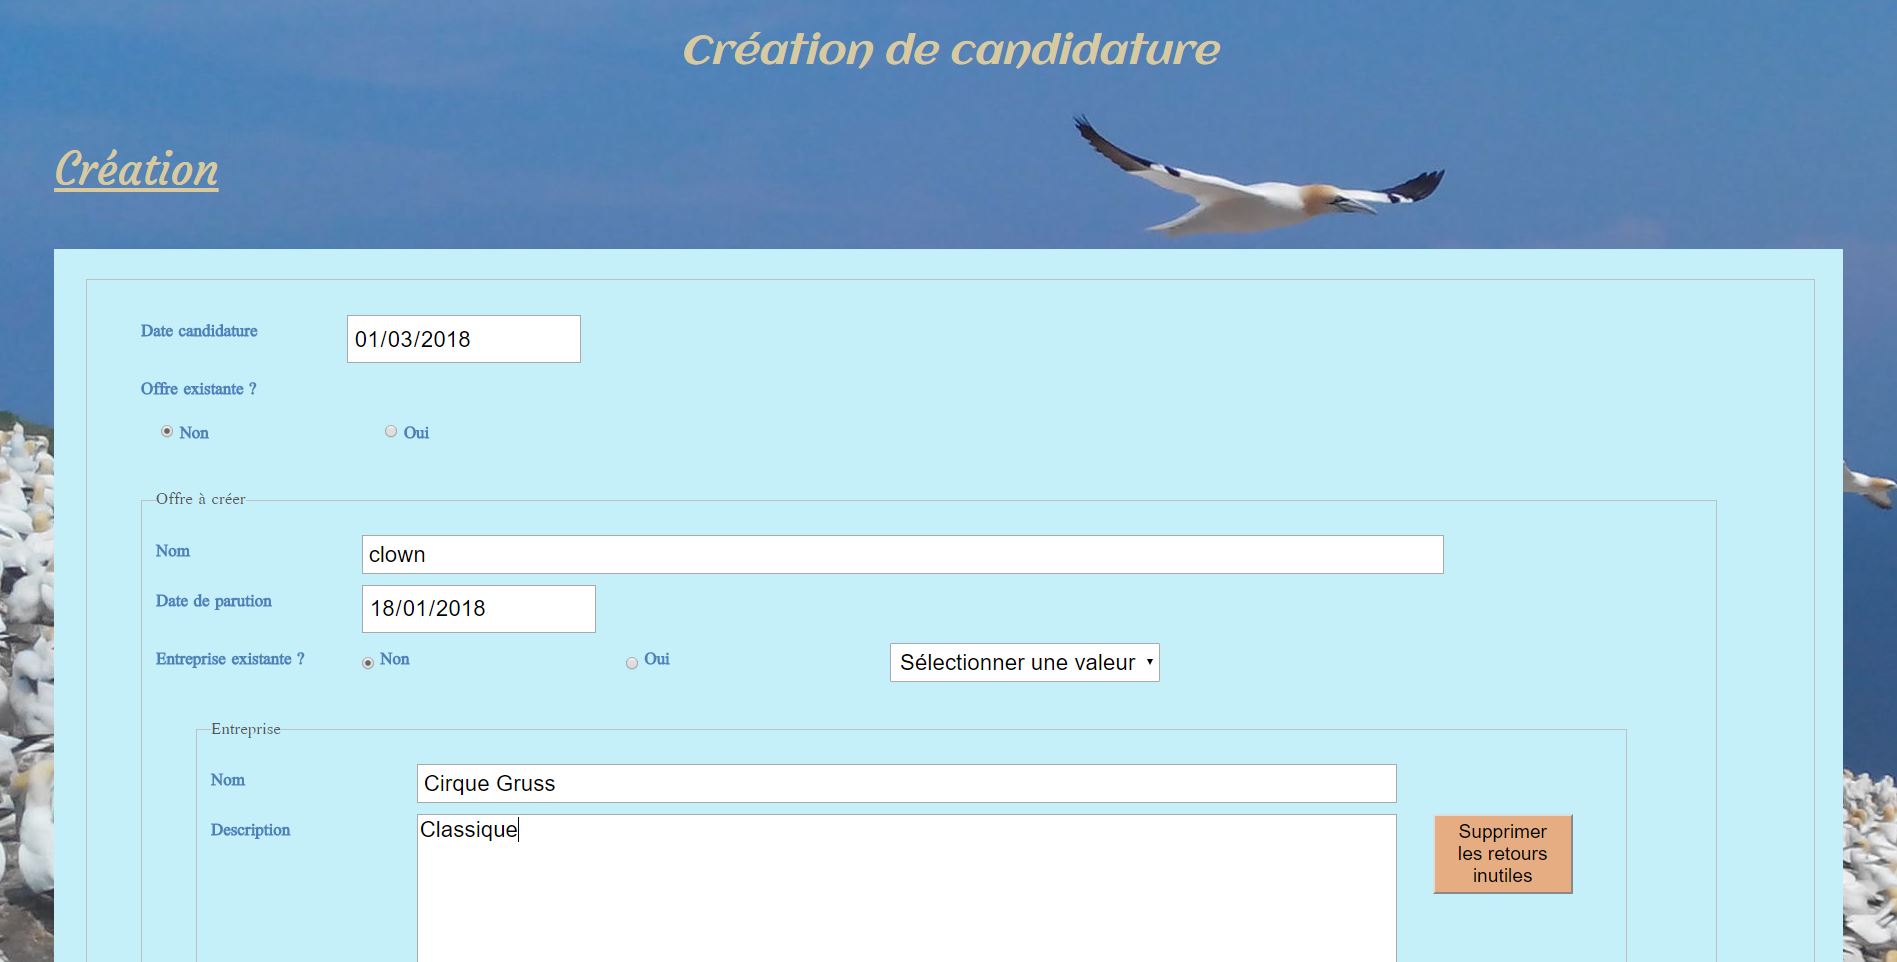 Création de candidature
Création
Date candidature
01/03/2018
Offre existante ?
Non Oui
Offre à créer
Nom
clown
Date de parution
18/01/2018
Entreprise existante ? Non Oui Sélectionner une valeur
Entreprise
Nom
Cirque Gruss
Description
Classique
Supprimer
les retours
inutiles